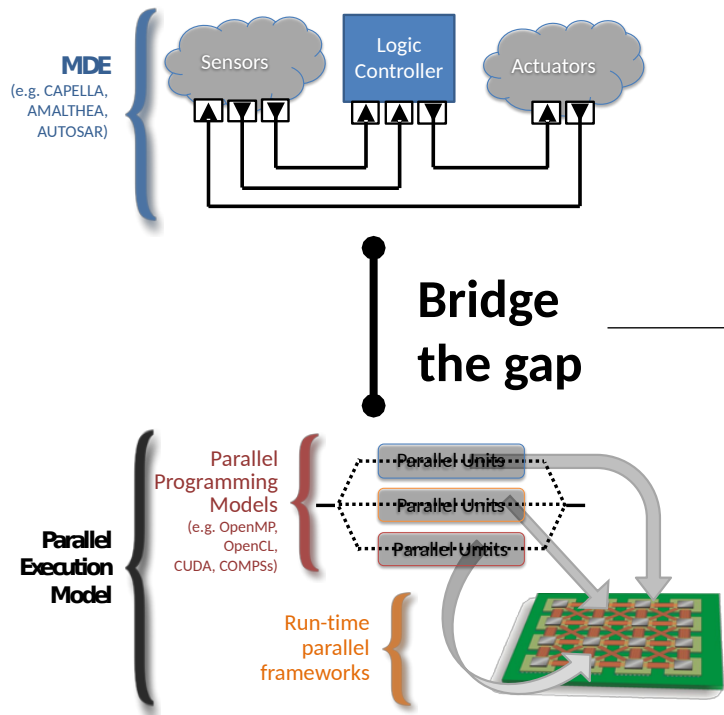 MDE
(e.g. CAPELLA,
AMALTHEA,
AUTOSAR)
Sensors
Logic
Controller
Actuators
Bridge
the gap
Parallel
Execution
Model
Parallel
Programming
Models
(e.g. OpenMP,
OpenCL,
CUDA, COMPSs)
Parallel Units
Parallel Units
Parallel Untits
Run-time
parallel
frameworks